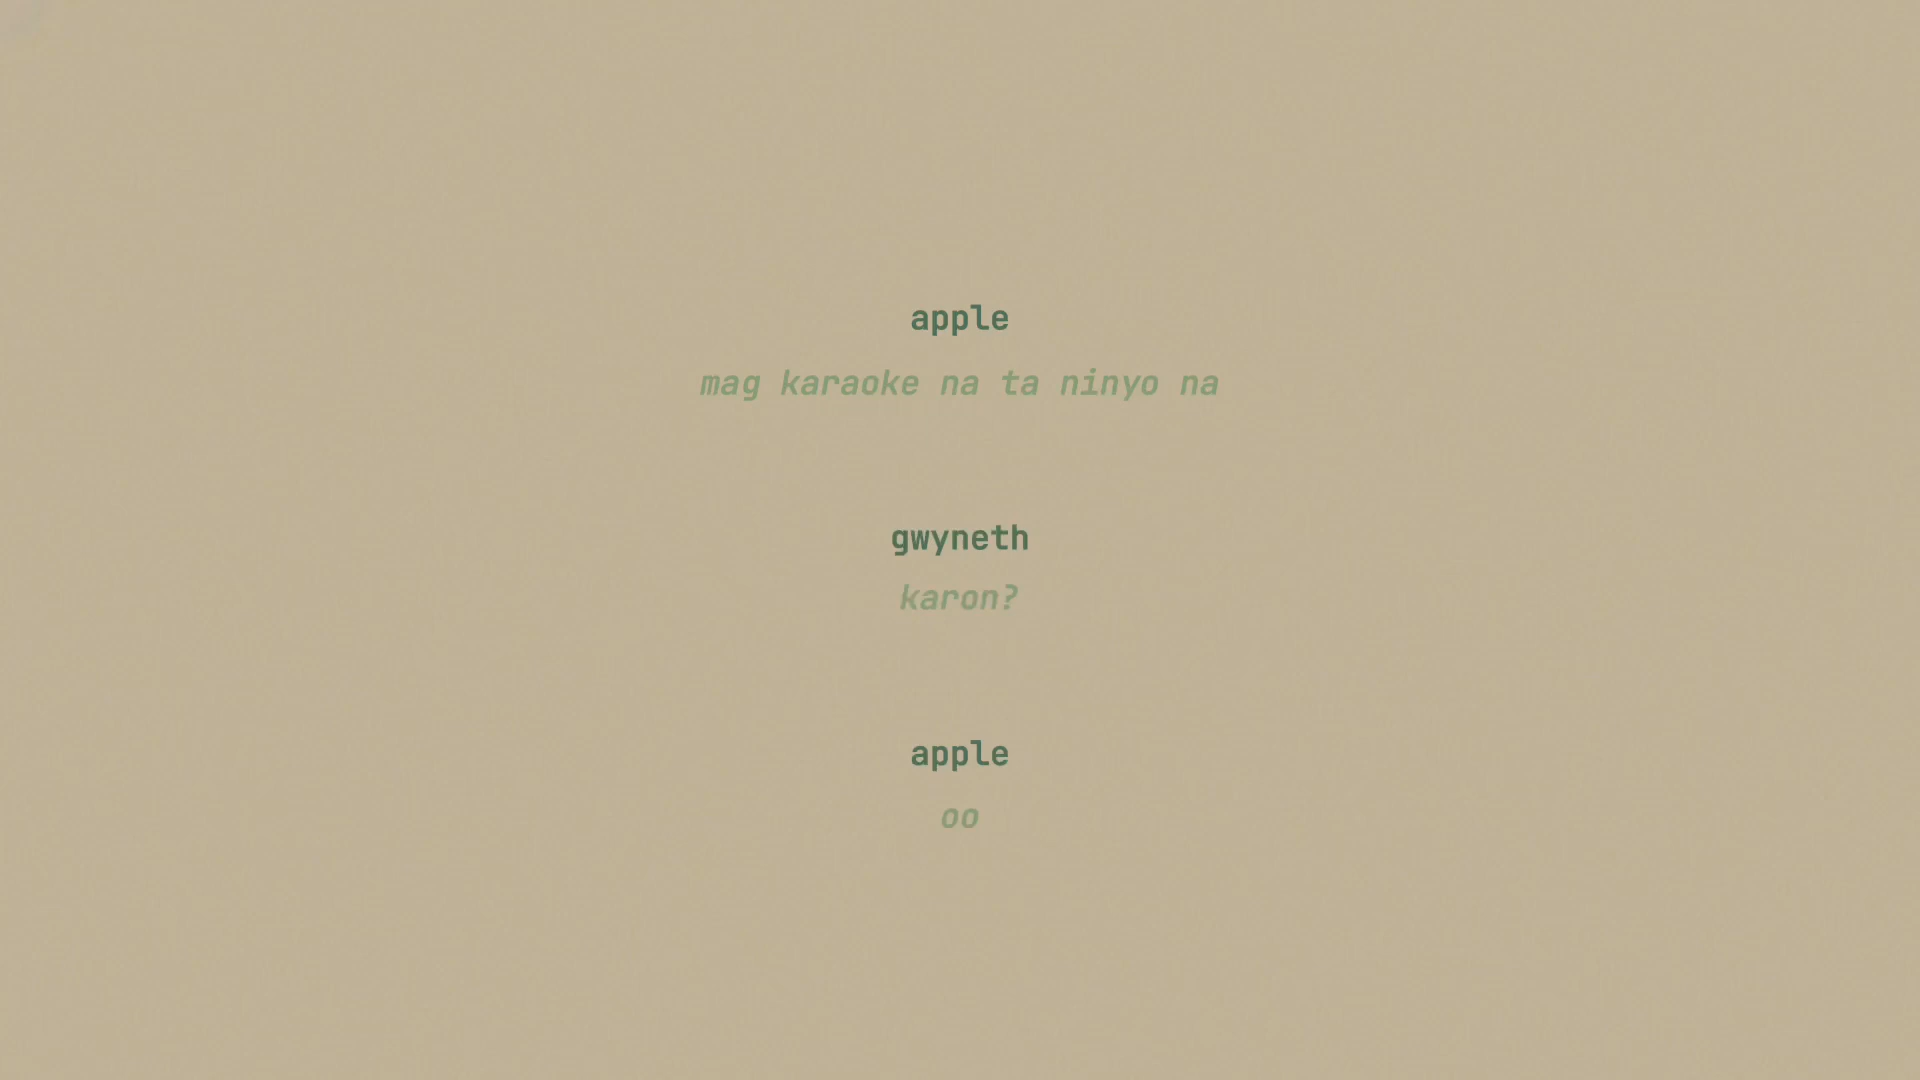 apple
mag karaoke na ta ninyo na
gwyneth
karon?
apple
oo